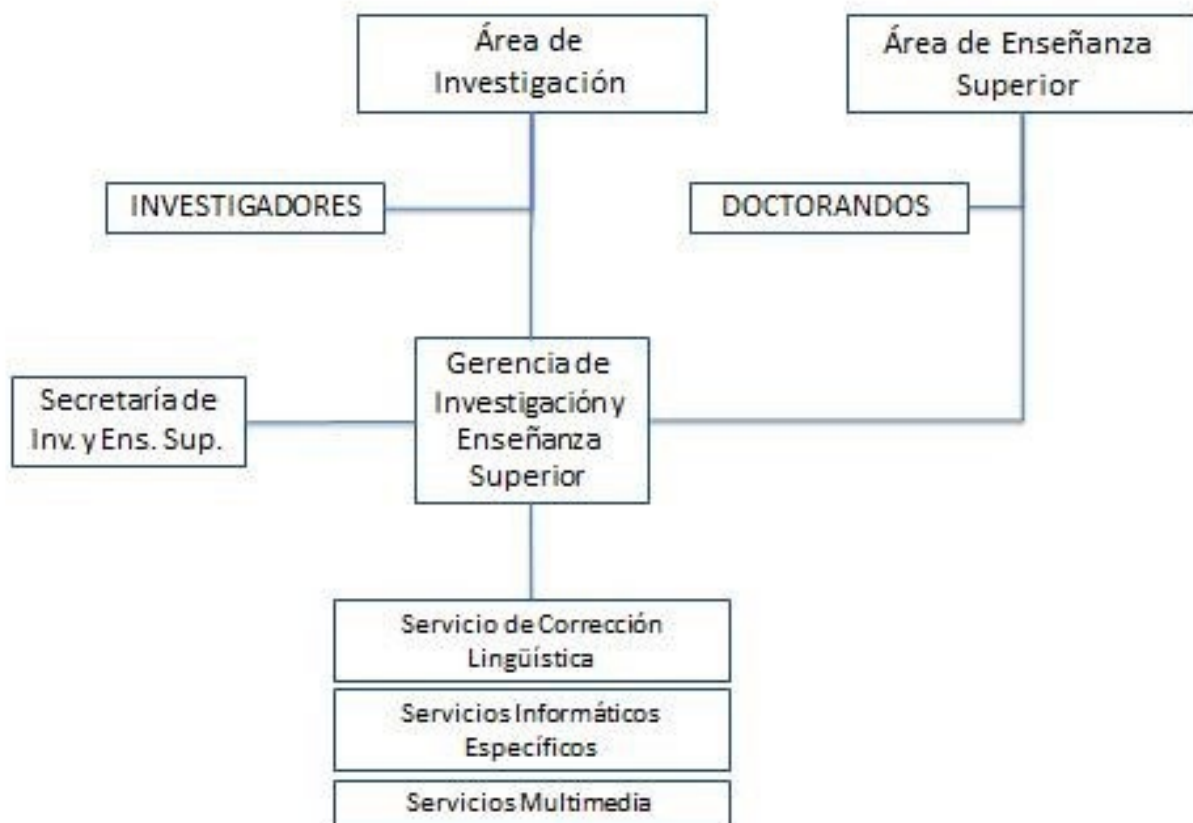 Área de
Investigación
Área de Enseñanza
Superior
INVESTIGADORES
DOCTORANDOS
Gerencia de
Investigación y
Enseñanza
Superior
Secretaría de
Inv. y Ens. Sup.
Servicio de Corrección
Lingüística
Servicios Informáticos
Específicos
Servicios Multimedia